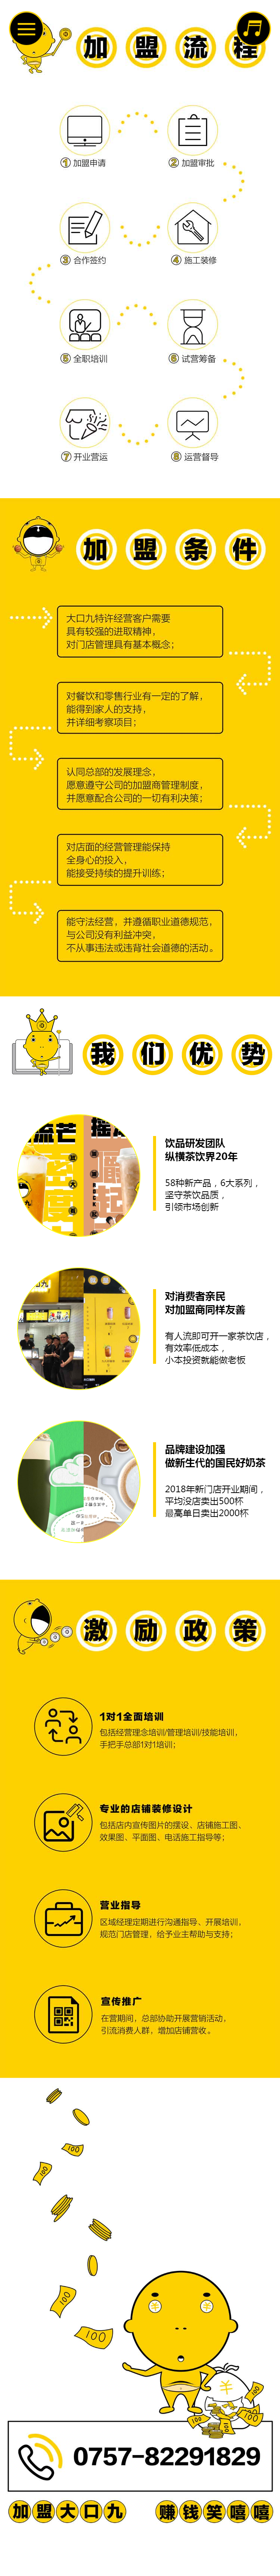 加盟流程
①加盟申请
②加盟审批
③合作签约
④施工装修
⑤全职培训
⑥试营筹备
⑦开业营运
⑧运营督导
加盟条件
大口九特许经营客户需要
具有较强的进取精神，
对门店管理具有基本概念；
对餐饮和零售行业有一定的了解，
能得到家人的支持，
并详细考察项目；
认同总部的发展理念，
愿意遵守公司的加盟商管理制度，
并愿意配合公司的一切有利决策；
对店面的经营管理能保持
全身心的投入，
能接受持续的提升训练；
能守法经营，并遵循职业道德规范，
与公司没有利益冲突，
不从事违法或违背社会道德的活动。
我们优势
饮品研发团队
纵横茶饮界20年
58种新产品，6大系列，
坚守茶饮品质，
引领市场创新
对消费者亲民
对加盟商同样友善
有人流即可开一家茶饮店，
有效率低成本，
小本投资就能做老板
品牌建设加强
做新生代的国民好奶茶
2018年新门店开业期间，
平均没店卖出500杯
最高单日卖出2000杯
激励政策
1对1全面培训
包括经营理念培训/管理培训/技能培训，
手把手总部1对1培训；
专业的店铺装修设计
包括店内宣传图片的摆设、店铺施工图、
效果图、平面图、电话施工指导等；
营业指导
区域经理定期进行沟通指导、开展培训，
规范门店管理，给予业主帮助与支持；
宣传推广
在营期间，总部协助开展营销活动，
引流消费人群，增加店铺营收。
100
100
100
100
0757-82291829
加盟大口九
赚钱笑嘻嘻